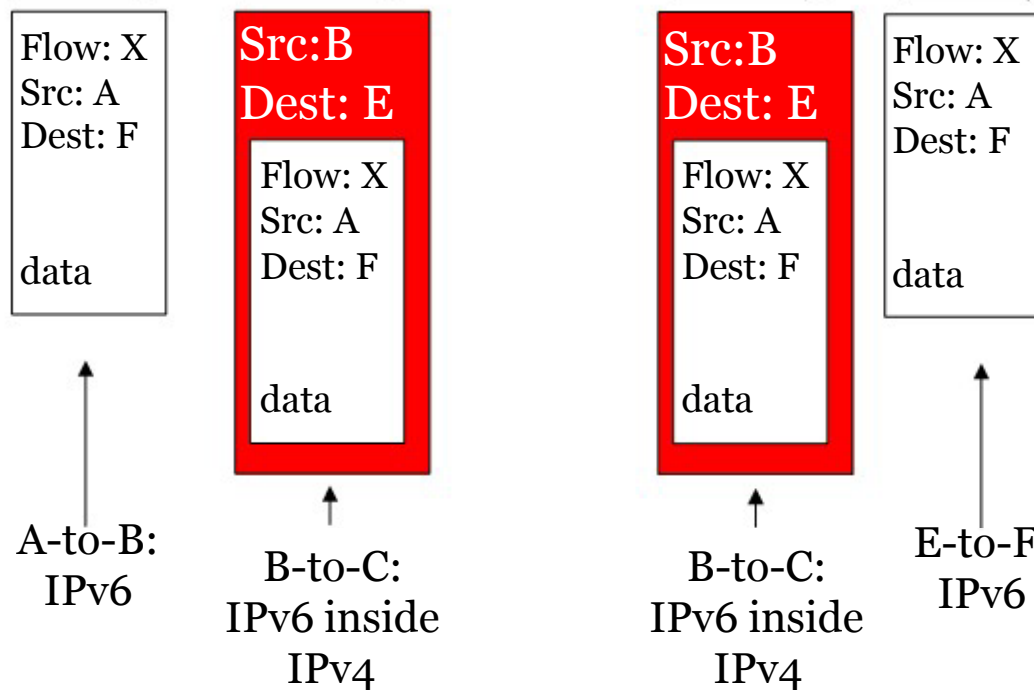 Flow: X
Src: A
Dest: F
data
Src:B
Dest: E
Flow: X
Src: A
Dest: F
data
Src:B
Dest: E
Flow: X
Src: A
Dest: F
data
Flow: X
Src: A
Dest: F
data
A-to-B:
IPv6
B-to-C:
IPv6 inside
IPv4
B-to-C:
IPv6 inside
IPv4
E-to-F
IPv6